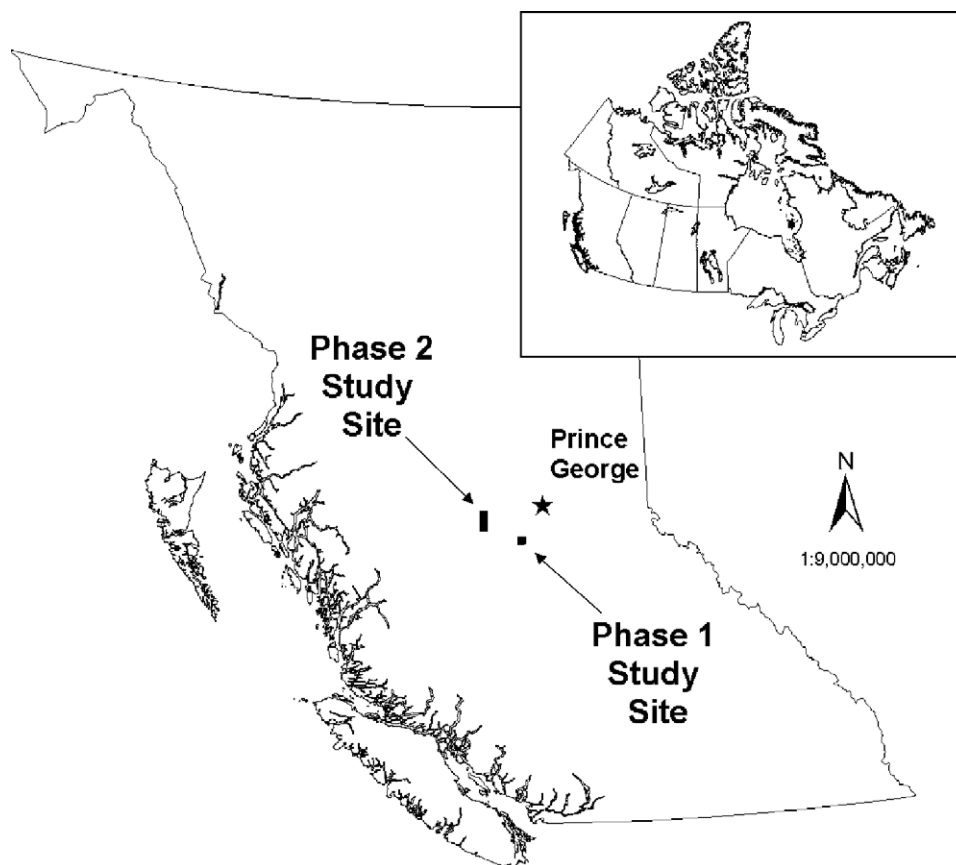 Phase 2
Study
Site
Prince
George
N
1:9,000,000
Phase 1
Study
Site